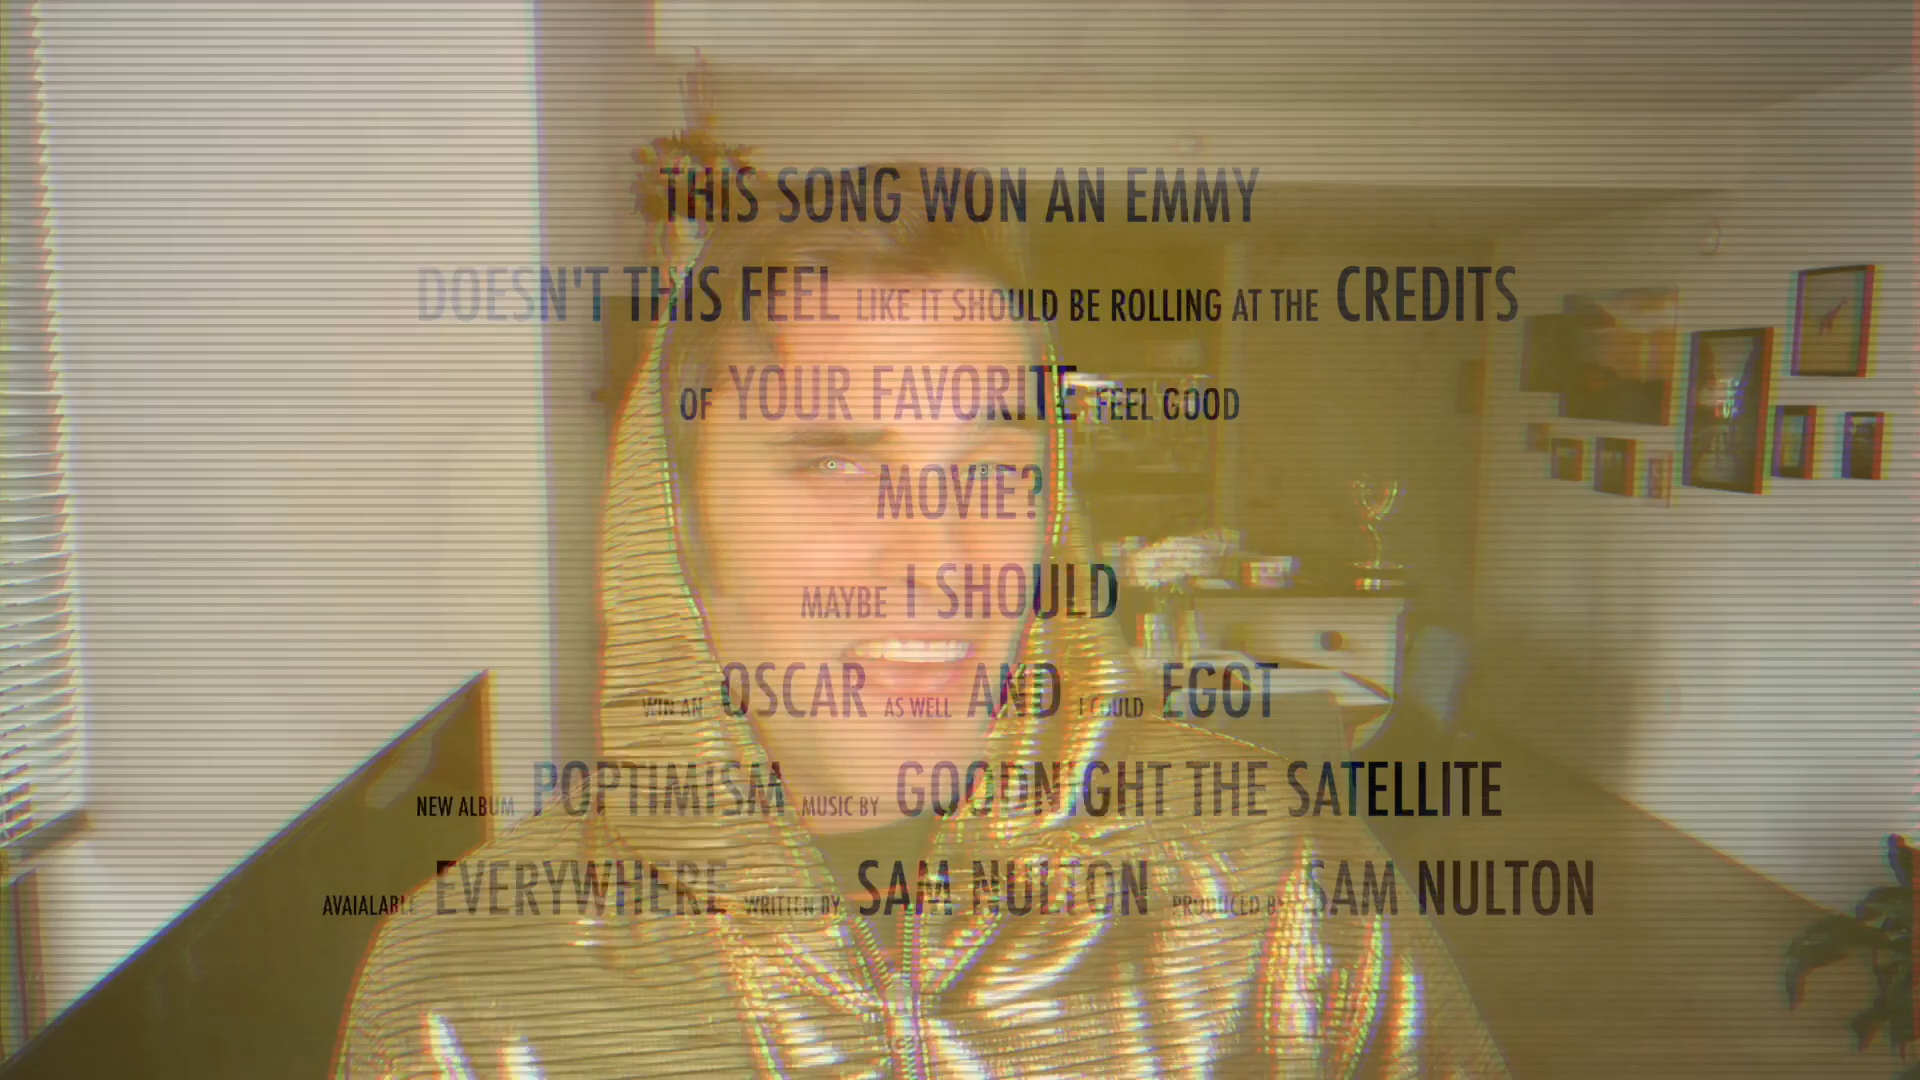 THIS SONG WON AN EMMY
DOESN'T THIS FEEL LIKE IT SHOULD BE ROLLING AT THE CREDITS
OF YOUR FAVORITE FEEL GOOD
MOVIE?
MAYBE I SHOULD
WIN AN OSCAR AS WELL AND I COULD EGOT
NEW ALBUM POPTIMISM MUSIC BY GOODNIGHT THE SATELLITE
AVAIALABLE EVERYWHERE WRITTEN BY SAM NULTON PRODUCED BY SAM NULTON